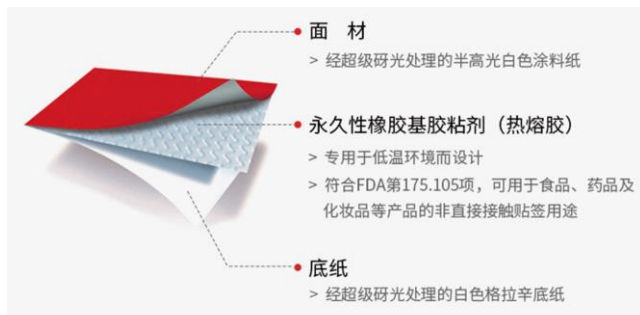 面 材
> 经超级砑光处理的半高光白色涂料纸
永久性橡胶基胶粘剂（热熔胶）
> 专用于低温环境而设计
> 符合FDA第175.105项，可用于食品、药品及
化妆品等产品的非直接接触贴签用途
底纸
> 经超级砑光处理的白色格拉辛底纸